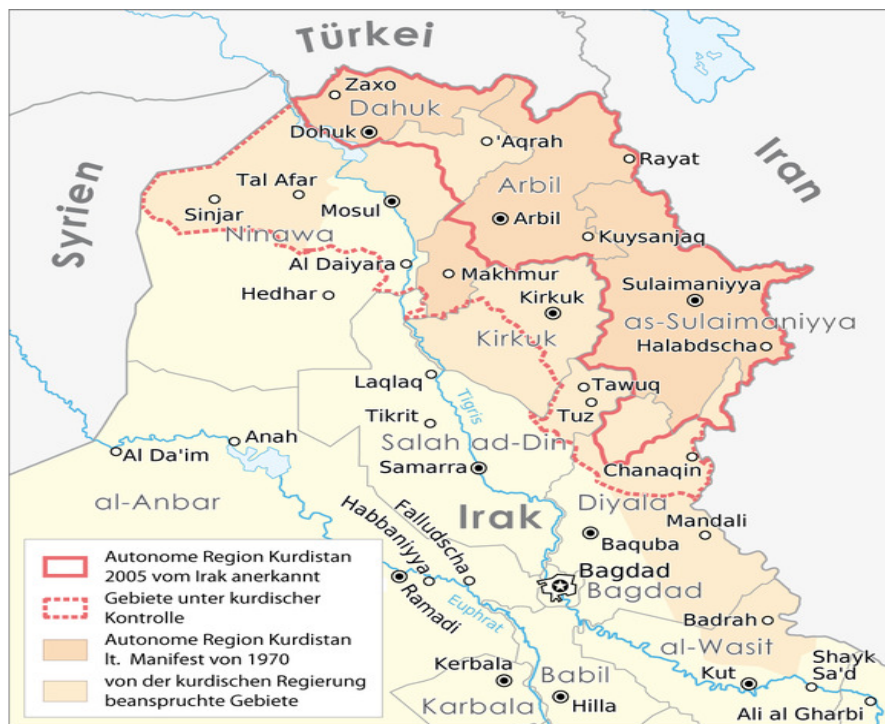 Türkei
Zaxo
Dahuk
Dohuk
'Aqrah
Rayat
Iran
Syrien
Tal Afar
Sinjar
Mosul
Arbil
Arbil
Ninawa
Kuysanjaq
Al Daiyara
Makhmur
Hedhar
Kirkuk
Kirkuk
Sulaimaniyya
as-Sulaimaniyya
Halabdscha
Laqlaq
Tigris
Tawuq
Tuz
Tikrit
Salah ad-Din
Anah
Al Da'im
Samarra
Chanaqin
al-Anbar
Diyala
Irak
Mandali
Habbaniyya
Falludscha
Baquba
Bagdad
Bagdad
Ramadi
Euphrat
Badrah
al-Wasit
Kerbala
Karbala
Babil
Hilla
Kut
Shayk
Sa'd
Ali al Gharbi
Autonome Region Kurdistan
2005 vom Irak anerkannt
Gebiete unter kurdischer
Kontrolle
Autonome Region Kurdistan
lt. Manifest von 1970
von der kurdischen Regierung
beanspruchte Gebiete